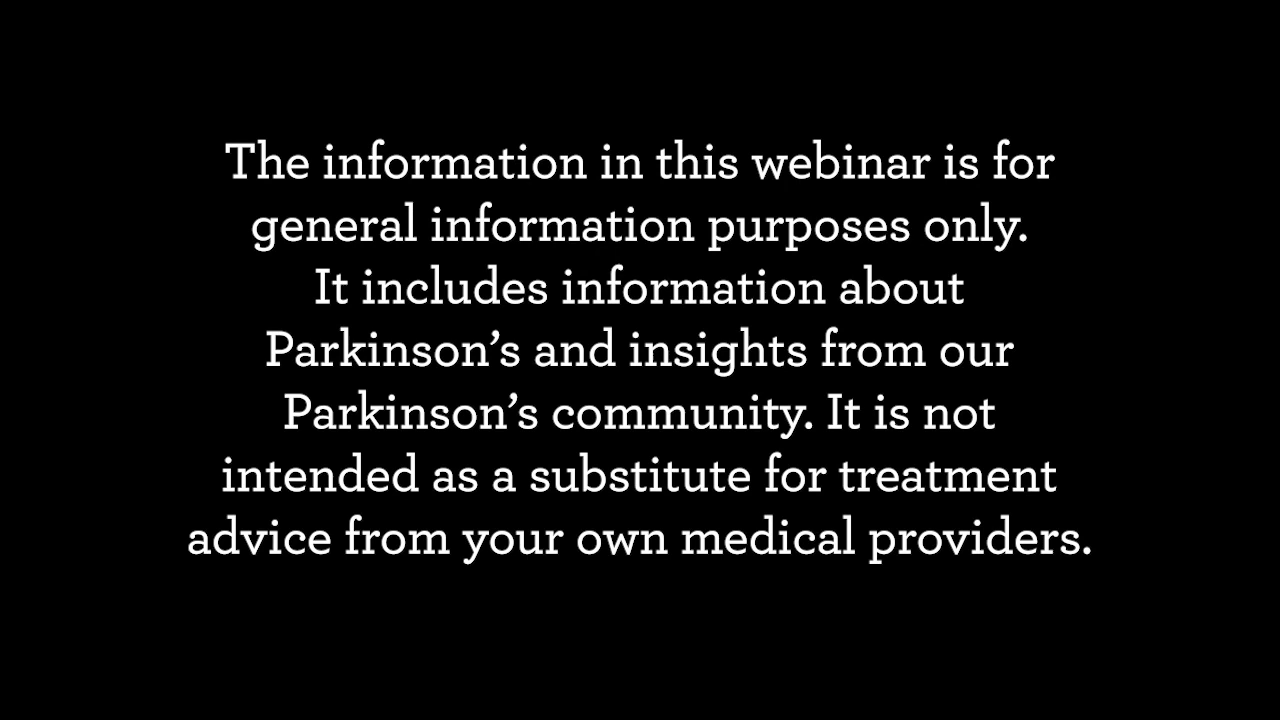 The information in this webinar is for
general information purposes only.
It includes information about
Parkinson’s and insights from our
Parkinson’s community. It is not
intended as a substitute for treatment
advice from your own medical providers.